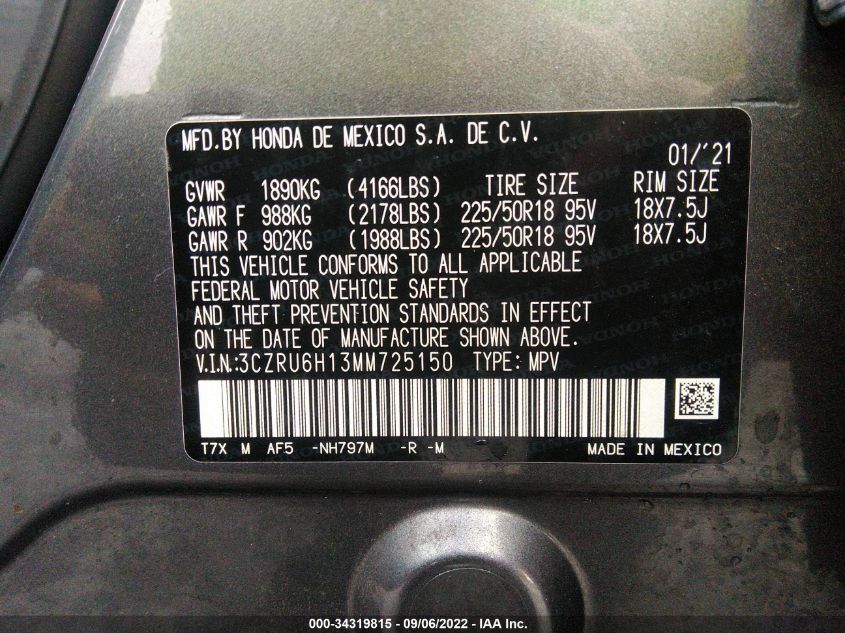 MFD.BY HONDA DE MEXICO S.A. DE C.V.
01/'21
GVWR 1890KG (4166LBS) TIRE SIZE RIM SIZE
GAWR F 988KG (2178LBS) 225/50R18 95V 18X7.5J
GAWR R 902KG (1988LBS) 225/50R18 95V 18X7.5J
THIS VEHICLE CONFORMS TO ALL APPLICABLE
FEDERAL MOTOR VEHICLE SAFETY
AND THEFT PREVENTION STANDARDS IN EFFECT
ON THE DATE OF MANUFACTURE SHOWN ABOVE.
V.I.N.:3CZRU6H13MM725150 TYPE: MPV
T7X M AF5 -NH797M -R -M MADE IN MEXICO
000-34319815 - 09/06/2022 - IAA Inc.